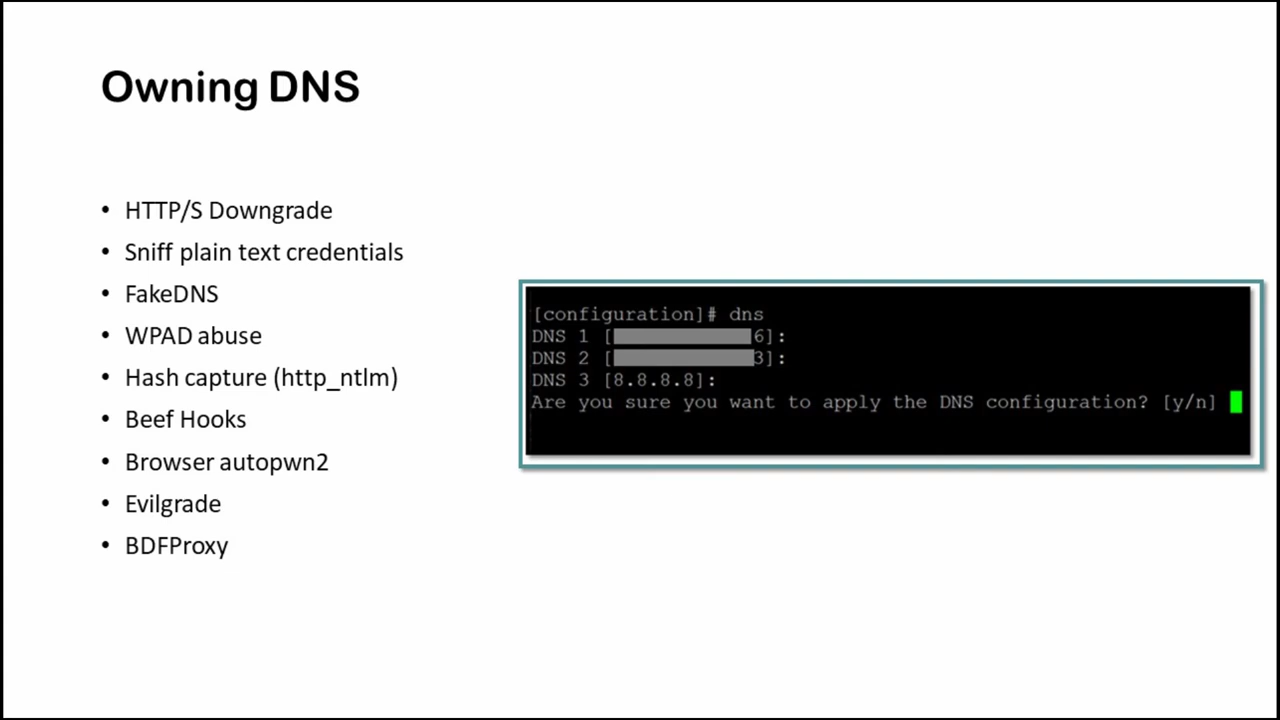 Owning DNS
• HTTP/S Downgrade
• Sniff plain text credentials
• FakeDNS
• WPAD abuse
• Hash capture (http_ntlm)
• Beef Hooks
• Browser autopwn2
• Evilgrade
• BDFProxy
[configuration]# dns
DNS 1 [6]:
DNS 2 [3]:
DNS 3 [8.8.8.8]:
Are you sure you want to apply the DNS configuration? [y/n]